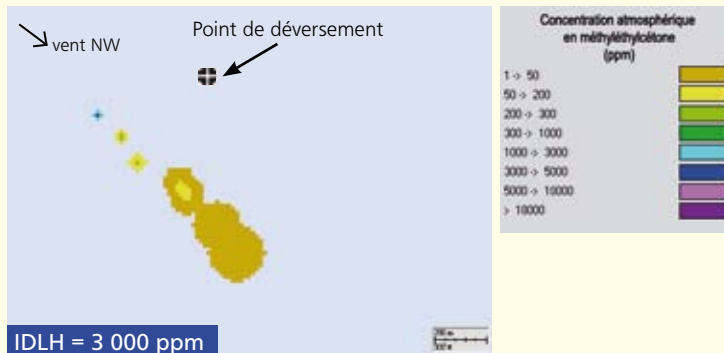 vent NW
Point de déversement
IDLH = 3 000 ppm
Concentration atmosphérique
en méthyléthylcétone
(ppm)
1 -> 50
50 -> 200
200 -> 300
300 -> 1000
1000 -> 3000
3000 -> 5000
5000 -> 10000
> 10000